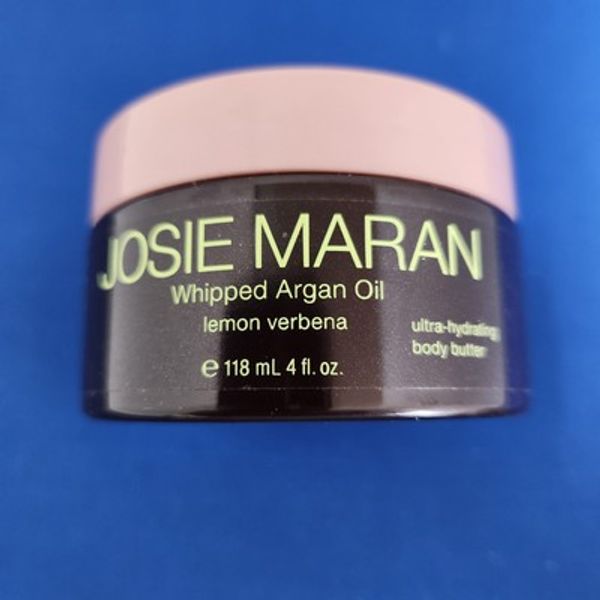 JOSIE MARAN
Whipped Argan Oil
lemon verbena
ultra-hydrating
body butter
℮ 118 mL 4 fl. oz.